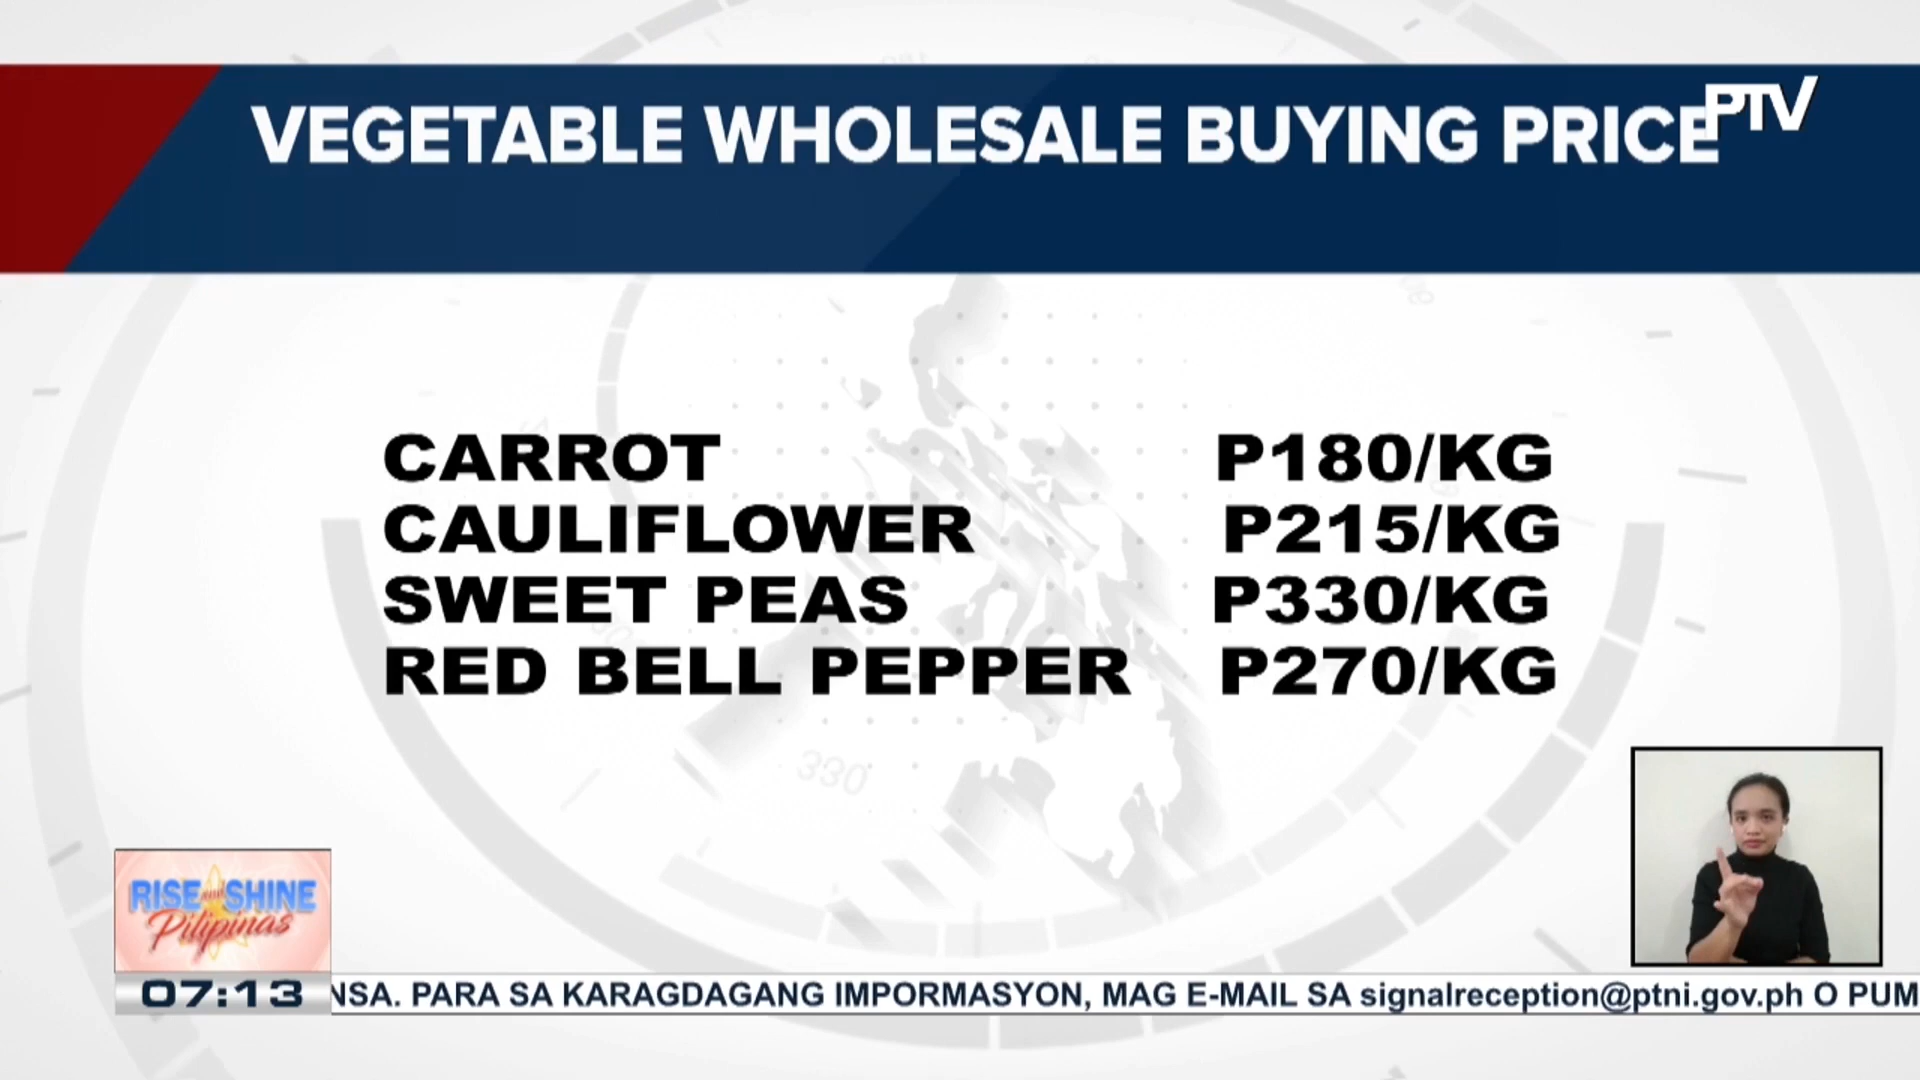 VEGETABLE WHOLESALE BUYING PRICE
PTV
CARROT P180/KG
CAULIFLOWER P215/KG
SWEET PEAS P330/KG
RED BELL PEPPER P270/KG
330
RISE and SHINE
Pilipinas
07:13
NSA. PARA SA KARAGDAGANG IMPORMASYON, MAG E-MAIL SA signalreception@ptni.gov.ph O PUM